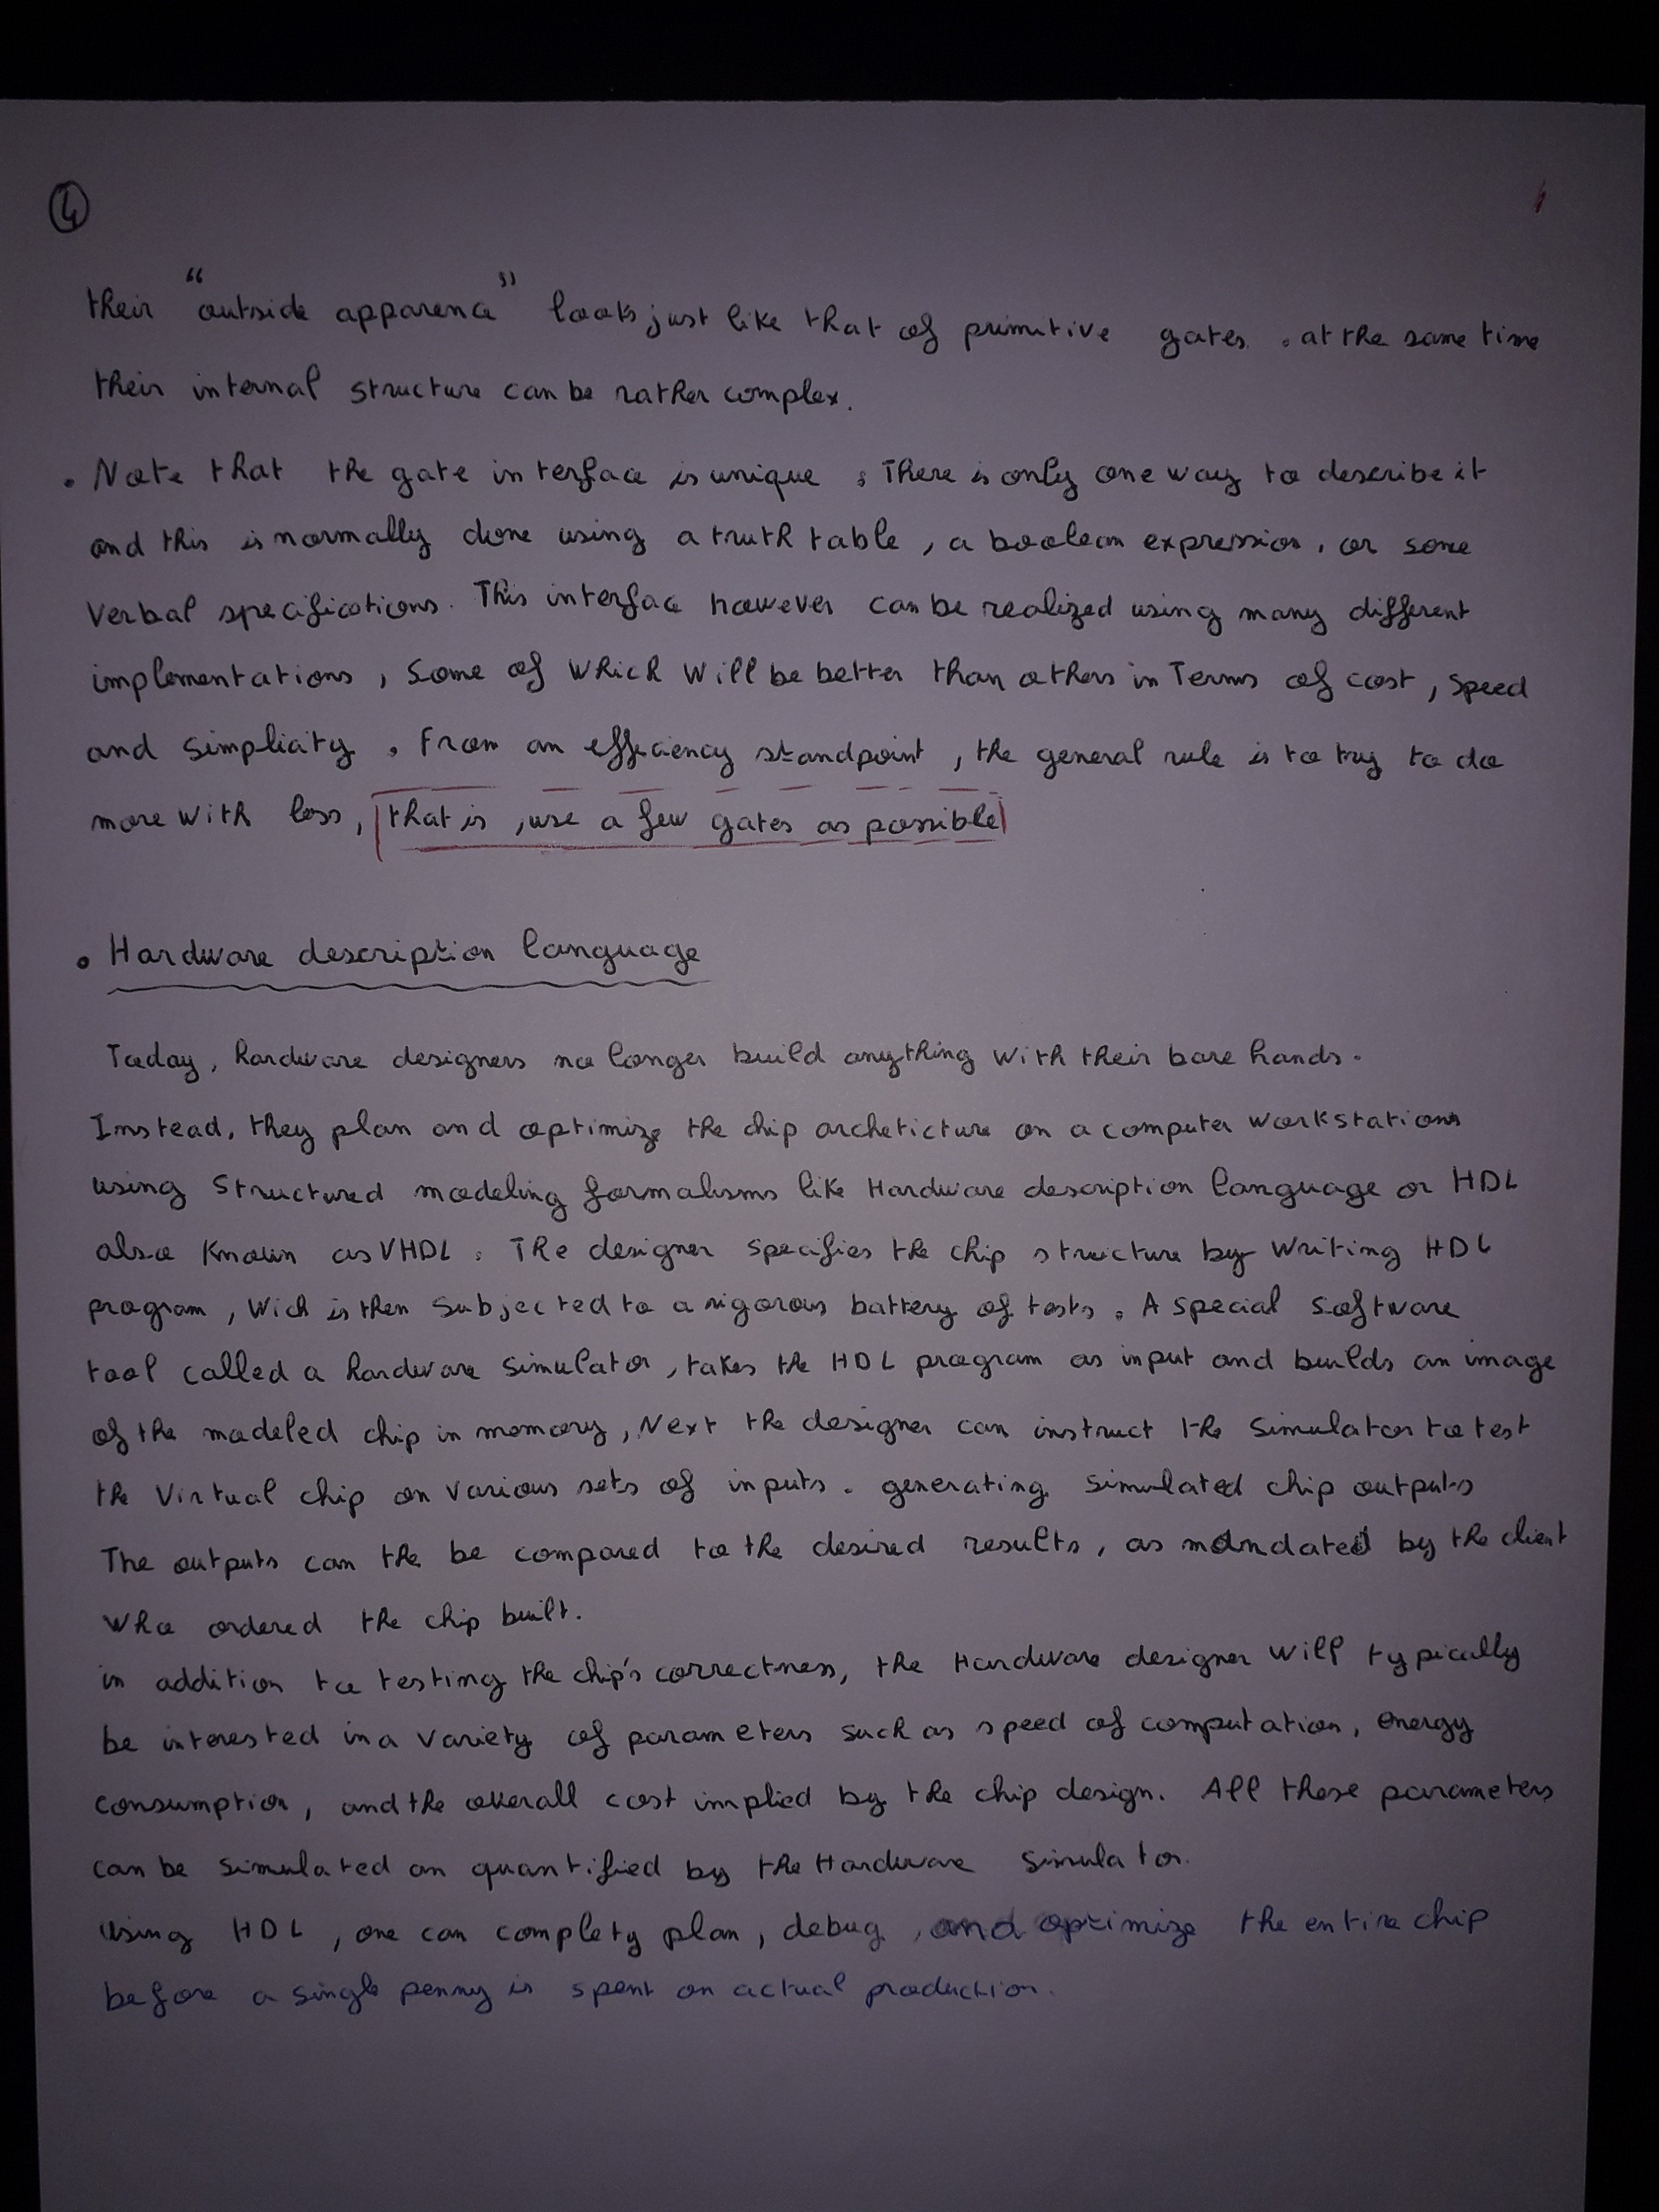 4
their "outside apparence" looks just like that of primitive gates. at the same time
their internal structure can be rather complex.
• Note that the gate interface is unique : There is only one way to describe it
and this is normally done using a truth table, a boolean expression, or some
Verbal specifications. This interface however can be realized using many different
implementations, Some of Which Will be better than others in Terms of cost, Speed
and simplicity. From an efficiency standpoint, the general rule is to try to do
more With less, that is, use a few gates as possible
• Hardware description language
Today, hardware designers no longer build anything With their bare hands.
Instead, they plan and optimize the chip archeticture on a computer Workstations
using Structured modeling formalisms like Hardware description language or HDL
also Known as VHDL. The designer specifies the chip structure by Writing HDL
program, Wich is then Subjected to a rigorous battery of tests. A special Software
tool called a hardware Simulator, takes the HDL program as input and builds an image
of the modeled chip in memory, Next the designer can instruct the Simulator to test
the Virtual chip on various sets of inputs. generating simulated chip outputs
The outputs can the be compared to the desired results, as mandated by the client
Who ordered the chip built.
in addition to testing the chip's correctness, the Hardware designer Will typically
be interested in a variety of parameters such as speed of computation, energy
consumption, and the overall cost implied by the chip design. All these parameters
can be simulated an quantified by the Hardware Simulator.
Using HDL, one can complety plan, debug, and optimize the entire chip
before a single penny is spent on actual production.